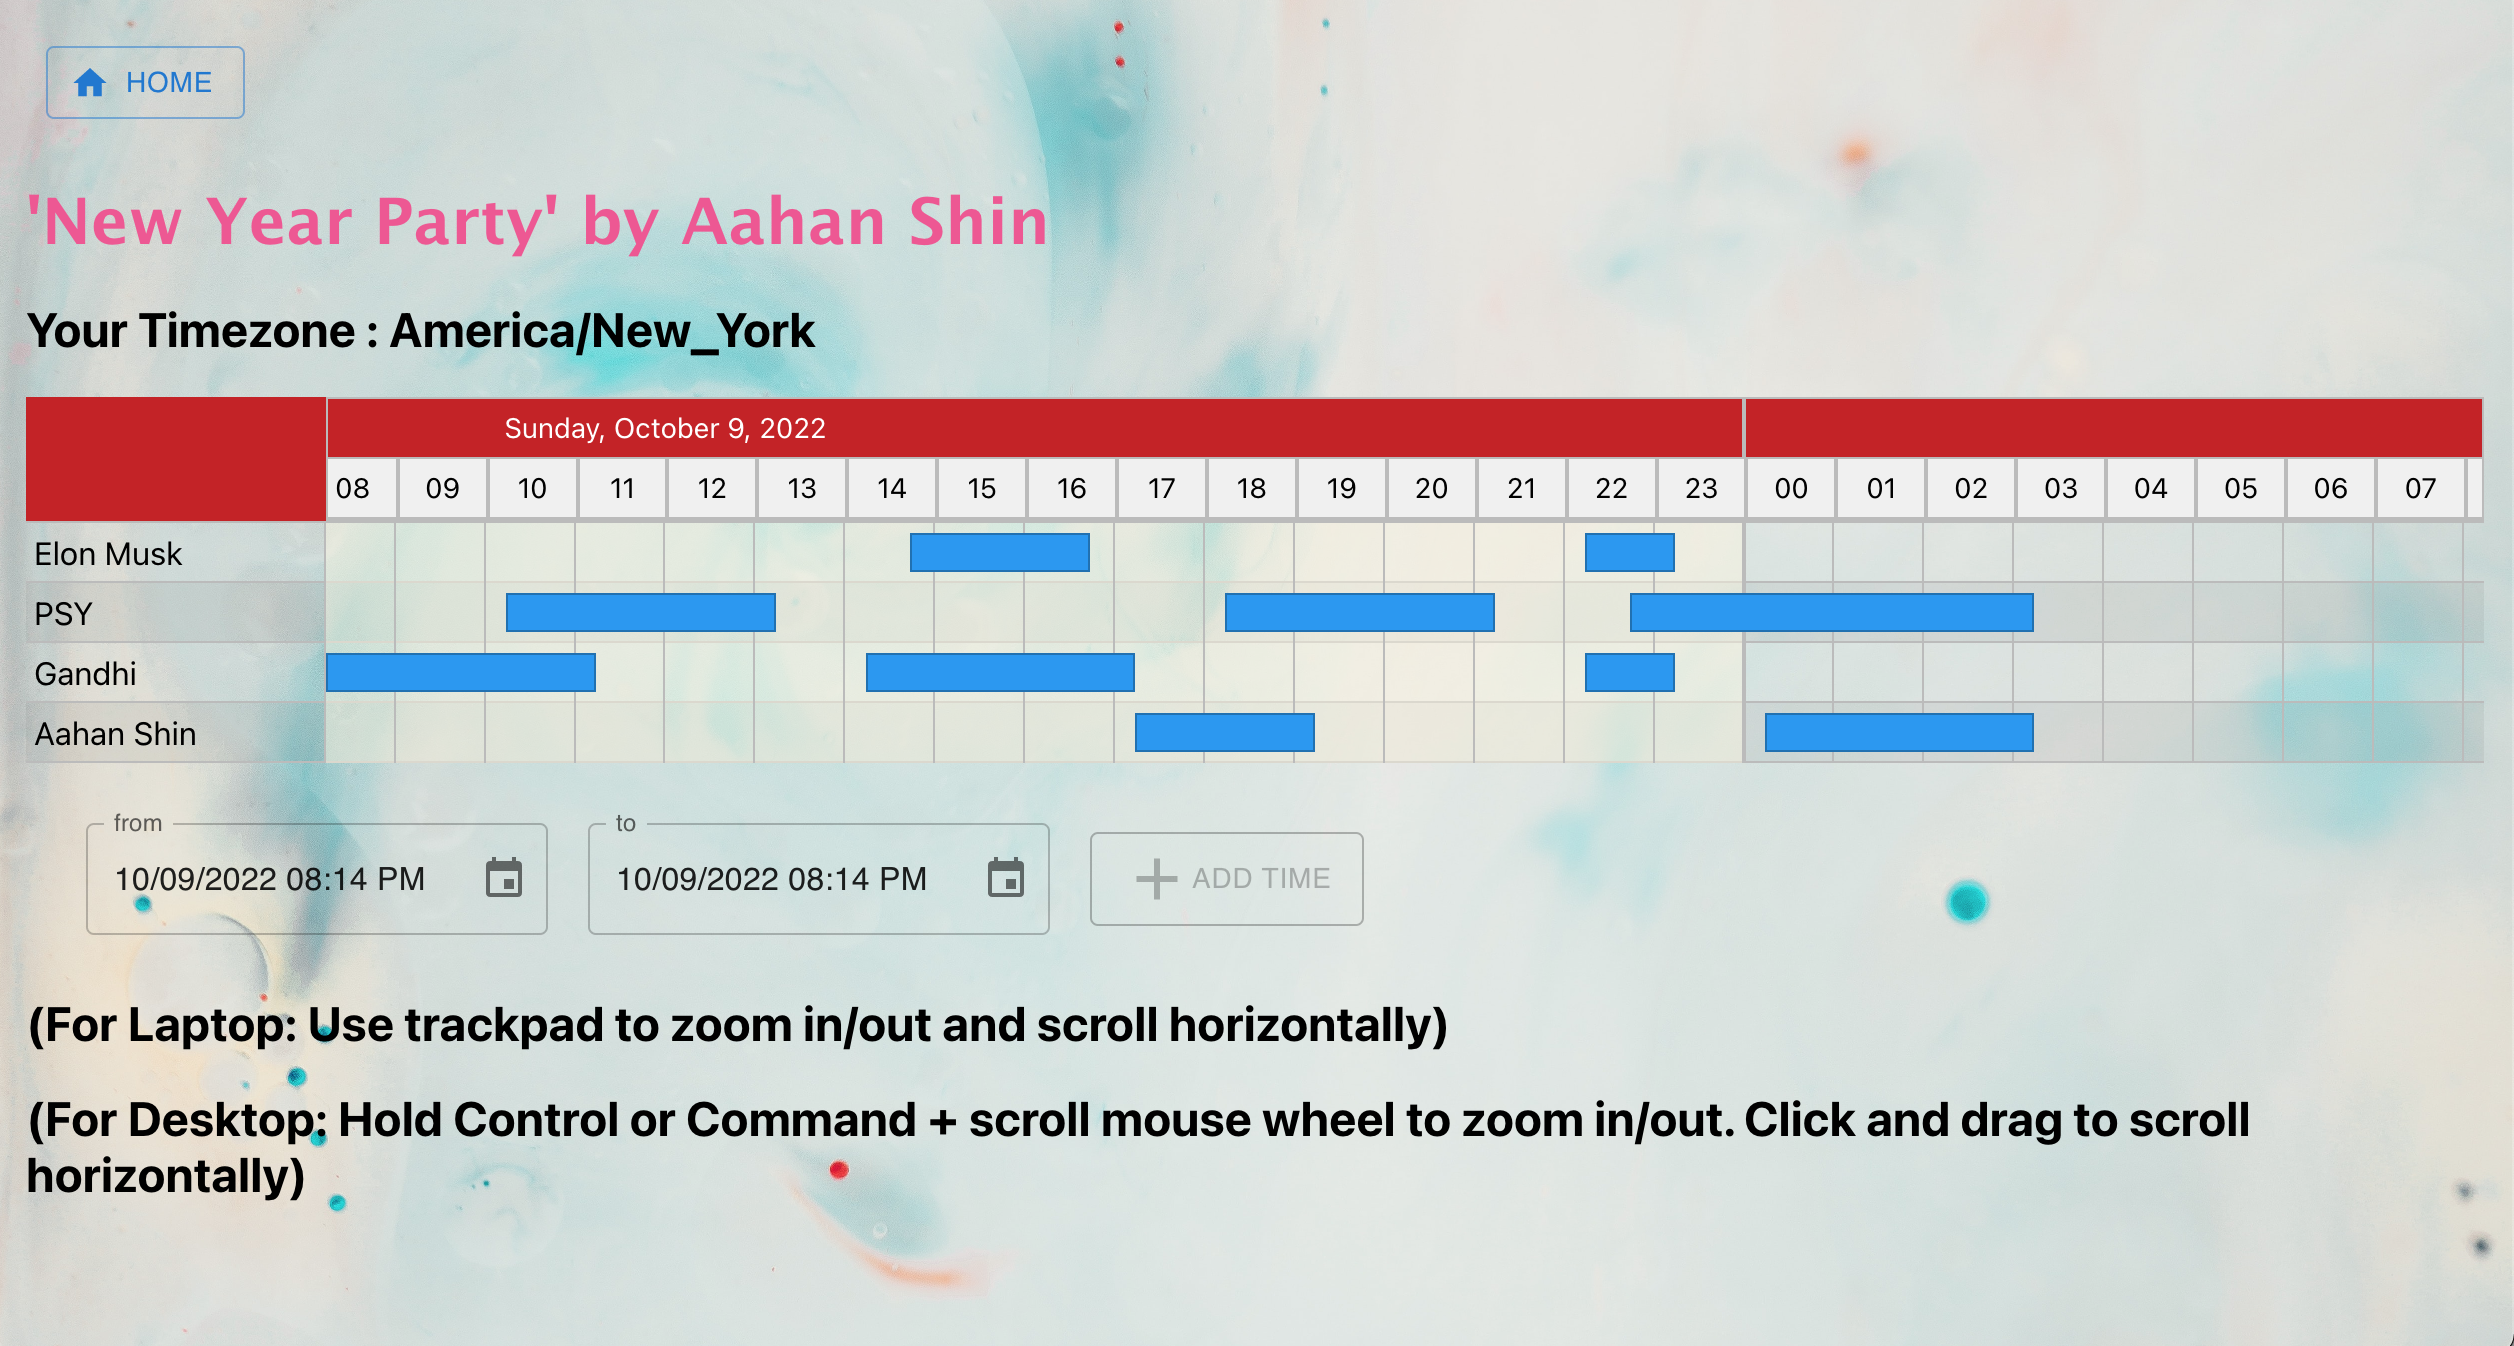 HOME
'New Year Party' by Aahan Shin
Your Timezone : America/New_York
Sunday, October 9, 2022
08 09 10 11 12 13 14 15 16 17 18 19 20 21 22 23 00 01 02 03 04 05 06 07
Elon Musk
PSY
Gandhi
Aahan Shin
from to
10/09/2022 08:14 PM 10/09/2022 08:14 PM ADD TIME
(For Laptop: Use trackpad to zoom in/out and scroll horizontally)
(For Desktop: Hold Control or Command + scroll mouse wheel to zoom in/out. Click and drag to scroll
horizontally)